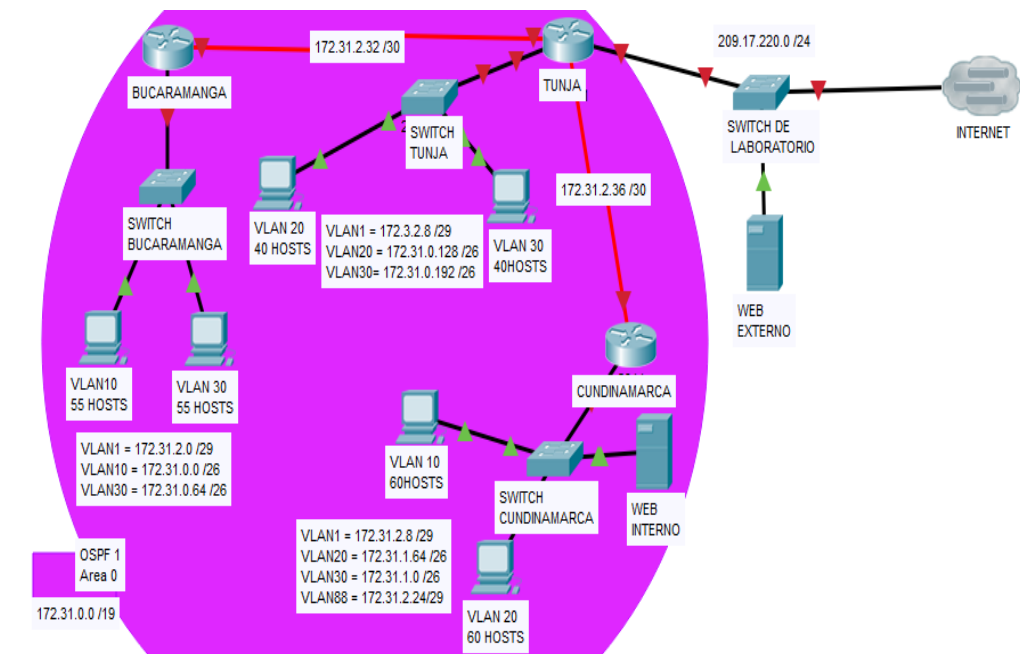 172.31.2.32 /30
209.17.220.0 /24
BUCARAMANGA
TUNJA
INTERNET
SWITCH
TUNJA
SWITCH DE
LABORATORIO
172.31.2.36 /30
SWITCH
BUCARAMANGA
VLAN 20
40 HOSTS
VLAN1 = 172.3.2.8 /29
VLAN20 = 172.31.0.128 /26
VLAN30= 172.31.0.192 /26
VLAN 30
40HOSTS
WEB
EXTERNO
VLAN10
55 HOSTS
VLAN 30
55 HOSTS
CUNDINAMARCA
VLAN1 = 172.31.2.0 /29
VLAN10 = 172.31.0.0 /26
VLAN30 = 172.31.0.64 /26
VLAN 10
60HOSTS
SWITCH
CUNDINAMARCA
WEB
INTERNO
VLAN1 = 172.31.2.8 /29
VLAN20 = 172.31.1.64 /26
VLAN30 = 172.31.1.0 /26
VLAN88 = 172.31.2.24/29
OSPF 1
Area 0
172.31.0.0 /19
VLAN 20
60 HOSTS